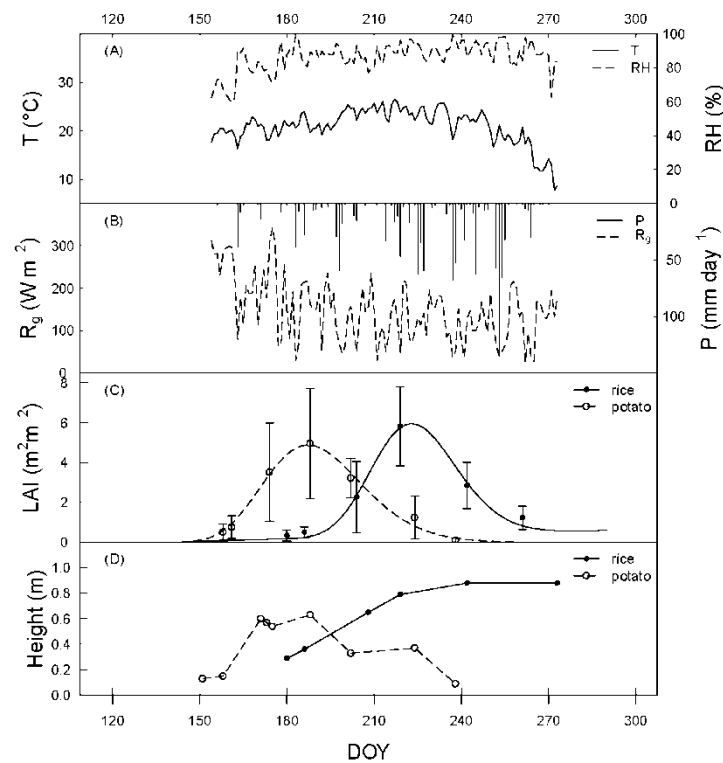 120 150 180 210 240 270 300
(A)
T
RH
T (°C)
40
30
20
10
RH (%)
100
80
60
40
20
0
(B)
P
Rg
Rg (W m 2)
300
200
100
0
P (mm day 1)
50
100
(C)
rice
potato
LAI (m2m 2)
8
6
4
2
0
(D)
rice
potato
Height (m)
1.0
0.8
0.6
0.4
0.2
0.0
120 150 180 210 240 270 300
DOY